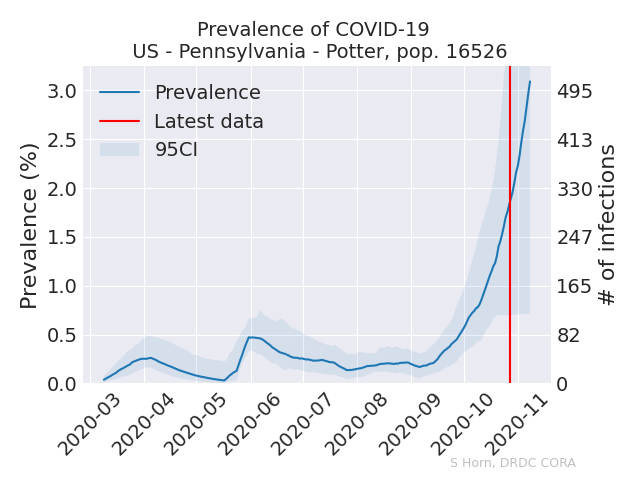 Prevalence of COVID-19
US - Pennsylvania - Potter, pop. 16526
Prevalence
Latest data
95CI
Prevalence (%)
3.0
2.5
2.0
1.5
1.0
0.5
0.0
495
413
330
247
165
82
0
# of infections
2020-03
2020-04
2020-05
2020-06
2020-07
2020-08
2020-09
2020-10
2020-11
S Horn, DRDC CORA